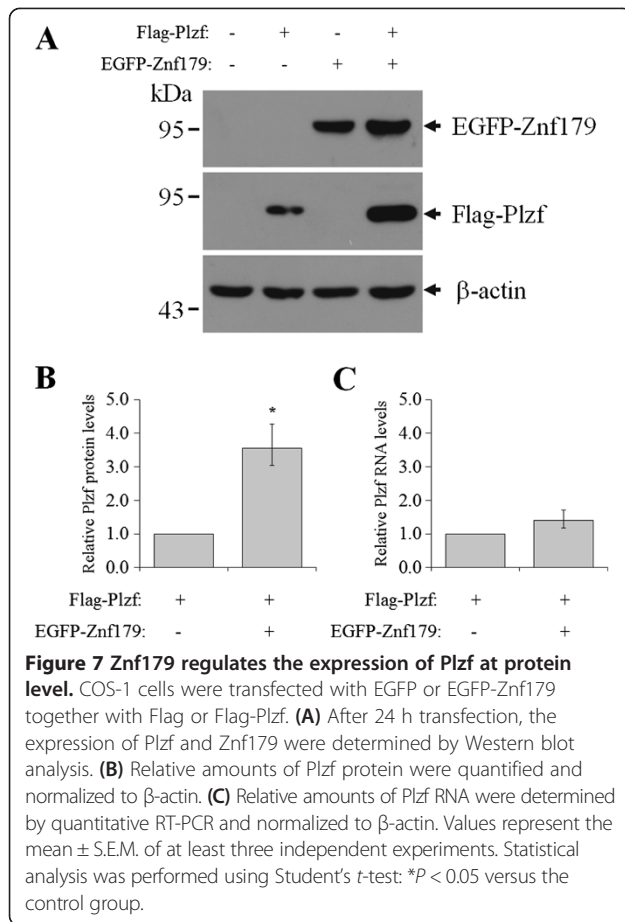 A
Flag-Plzf: - + - +
EGFP-Znf179: - - + +
kDa
95
EGFP-Znf179
95
Flag-Plzf
β-actin
43
B
Relative Plzf protein levels
5.0
4.0
3.0
2.0
1.0
0.0
*
Flag-Plzf: + +
EGFP-Znf179: - +
C
Relative Plzf RNA levels
5.0
4.0
3.0
2.0
1.0
0.0
Flag-Plzf: + +
EGFP-Znf179: - +
Figure 7 Znf179 regulates the expression of Plzf at protein
level. COS-1 cells were transfected with EGFP or EGFP-Znf179
together with Flag or Flag-Plzf. (A) After 24 h transfection, the
expression of Plzf and Znf179 were determined by Western blot
analysis. (B) Relative amounts of Plzf protein were quantified and
normalized to β-actin. (C) Relative amounts of Plzf RNA were determined
by quantitative RT-PCR and normalized to β-actin. Values represent the
mean ± S.E.M. of at least three independent experiments. Statistical
analysis was performed using Student's t-test: *P < 0.05 versus the
control group.